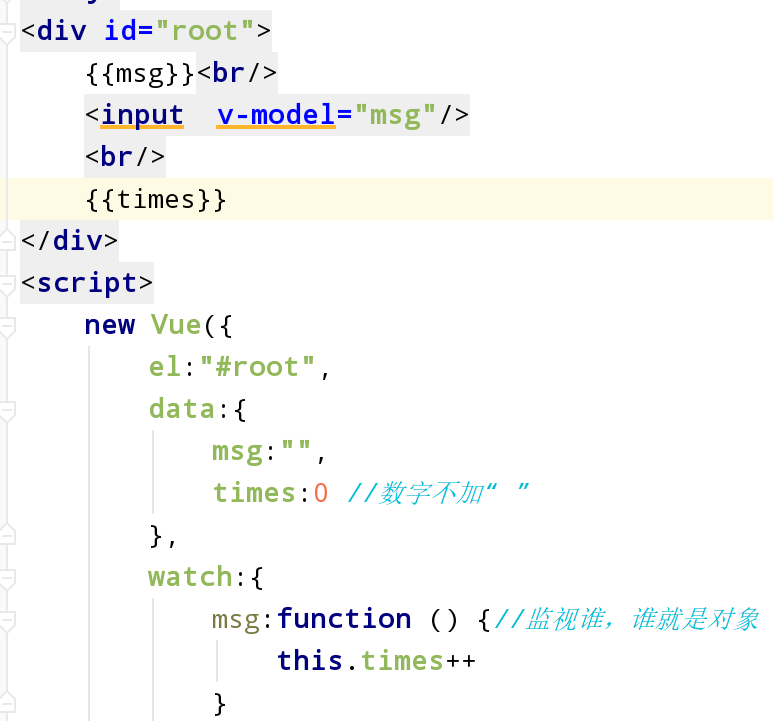 <div id="root">
{{msg}}<br/>
<input  v-model="msg"/>
<br/>
{{times}}
</div>
<script>
new Vue({
el:"#root",
data:{
msg:"",
times:0 //数字不加“ ”
},
watch:{
msg:function () {//监视谁，谁就是对象
this.times++
}